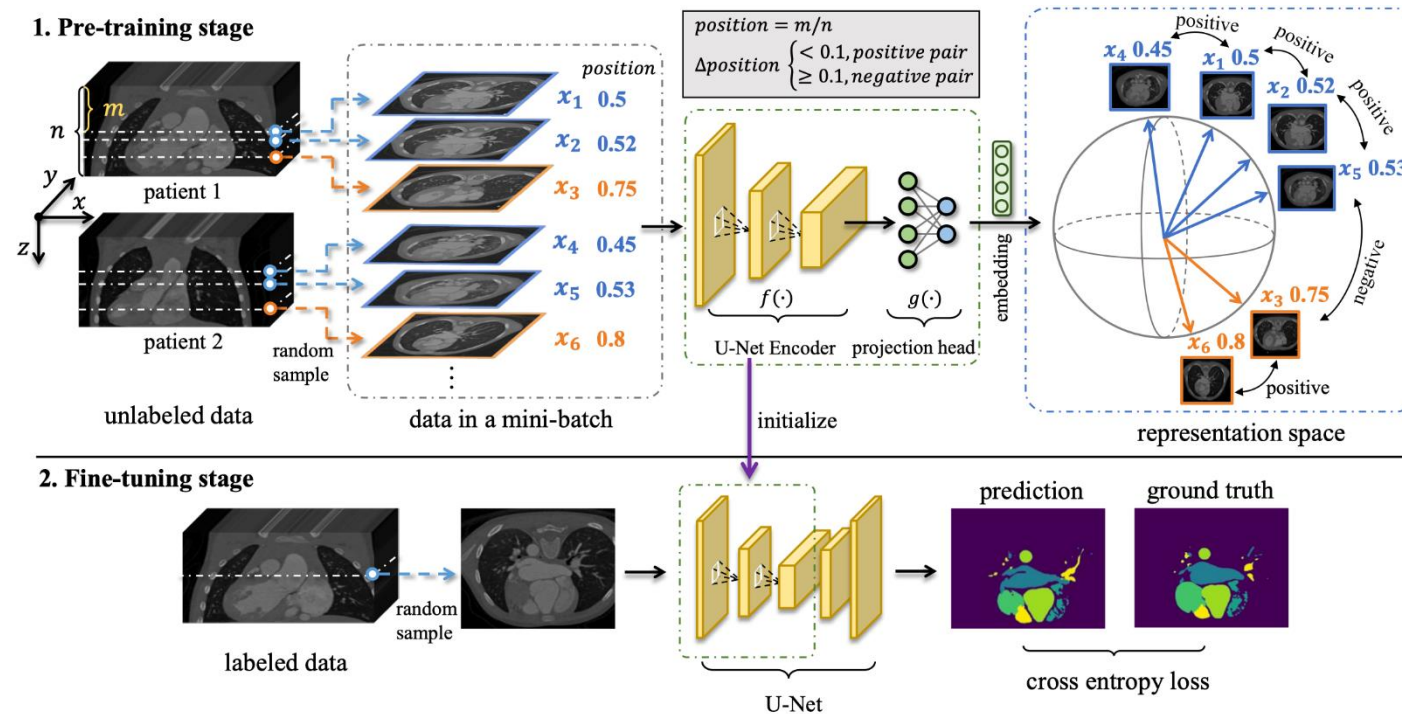 1. Pre-training stage
m
n
patient 1
y
x
z
patient 2
random
sample
unlabeled data
position
x₁ 0.5
x₂ 0.52
x₃ 0.75
x₄ 0.45
x₅ 0.53
x₆ 0.8
⋮
data in a mini-batch
position = m/n
Δposition { < 0.1, positive pair
≥ 0.1, negative pair
f(·)
U-Net Encoder
g(·)
projection head
embedding
initialize
positive
x₄ 0.45
x₁ 0.5
positive
x₂ 0.52
positive
x₅ 0.53
negative
x₃ 0.75
x₆ 0.8
positive
representation space
2. Fine-tuning stage
random
sample
labeled data
U-Net
prediction
ground truth
cross entropy loss